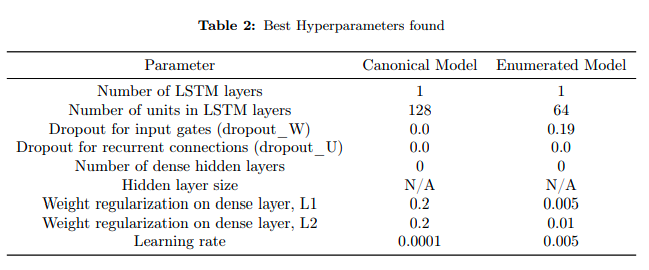 Table 2: Best Hyperparameters found
Parameter Canonical Model Enumerated Model
Number of LSTM layers 1 1
Number of units in LSTM layers 128 64
Dropout for input gates (dropout_W) 0.0 0.19
Dropout for recurrent connections (dropout_U) 0.0 0.0
Number of dense hidden layers 0 0
Hidden layer size N/A N/A
Weight regularization on dense layer, L1 0.2 0.005
Weight regularization on dense layer, L2 0.2 0.01
Learning rate 0.0001 0.005